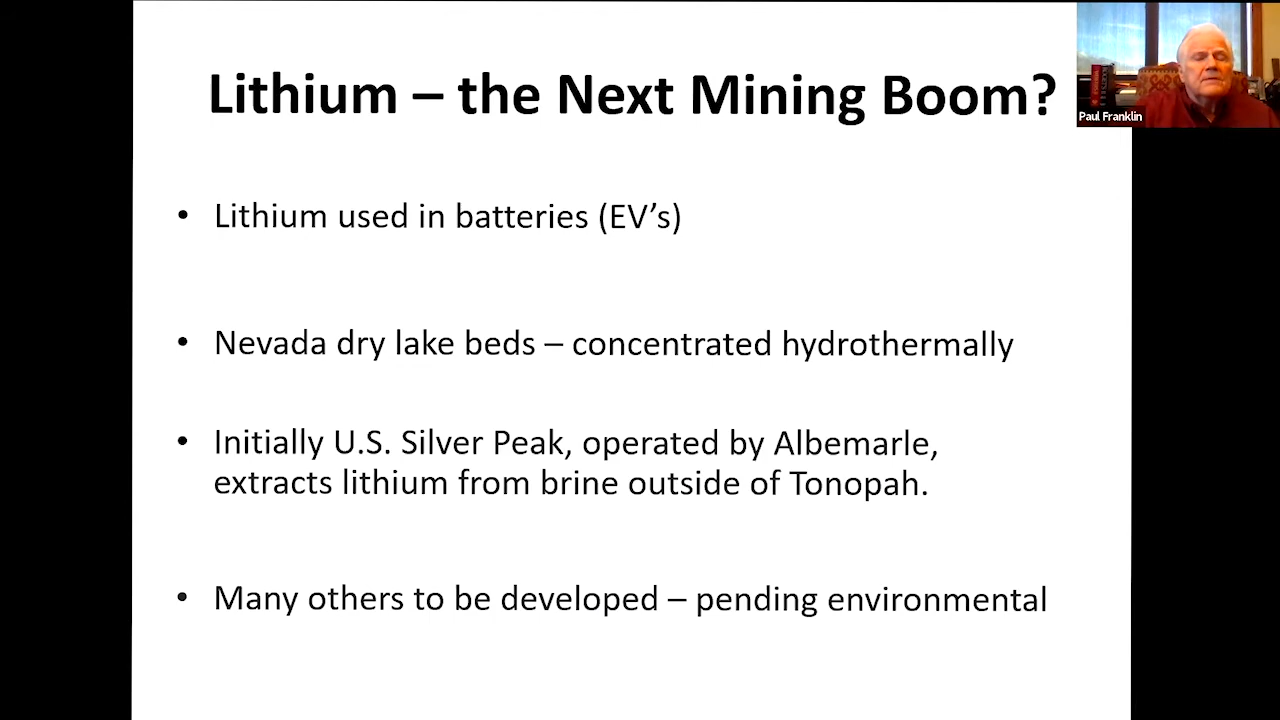 Lithium – the Next Mining Boom?
Paul Franklin
• Lithium used in batteries (EV’s)
• Nevada dry lake beds – concentrated hydrothermally
• Initially U.S. Silver Peak, operated by Albemarle,
extracts lithium from brine outside of Tonopah.
• Many others to be developed – pending environmental